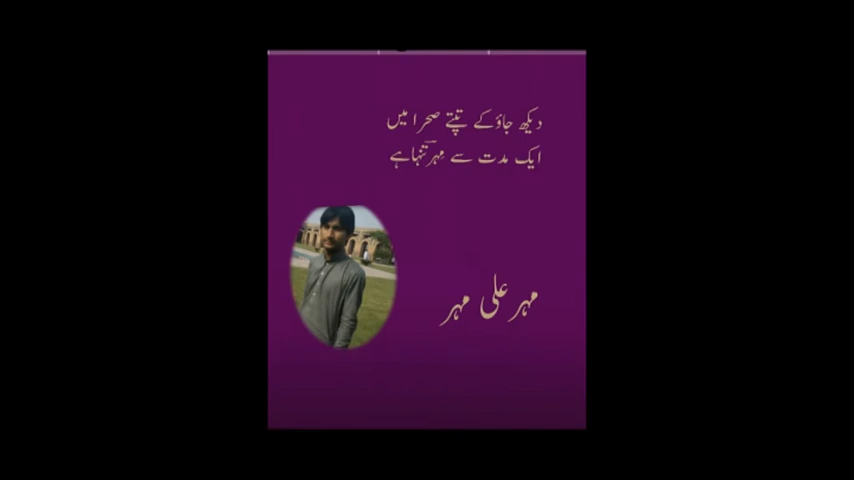 دیکھ جاؤ کے تپتے صحرا میں
ایک مدت سے مہرؔ تنہا ہے
مہر علی مہر